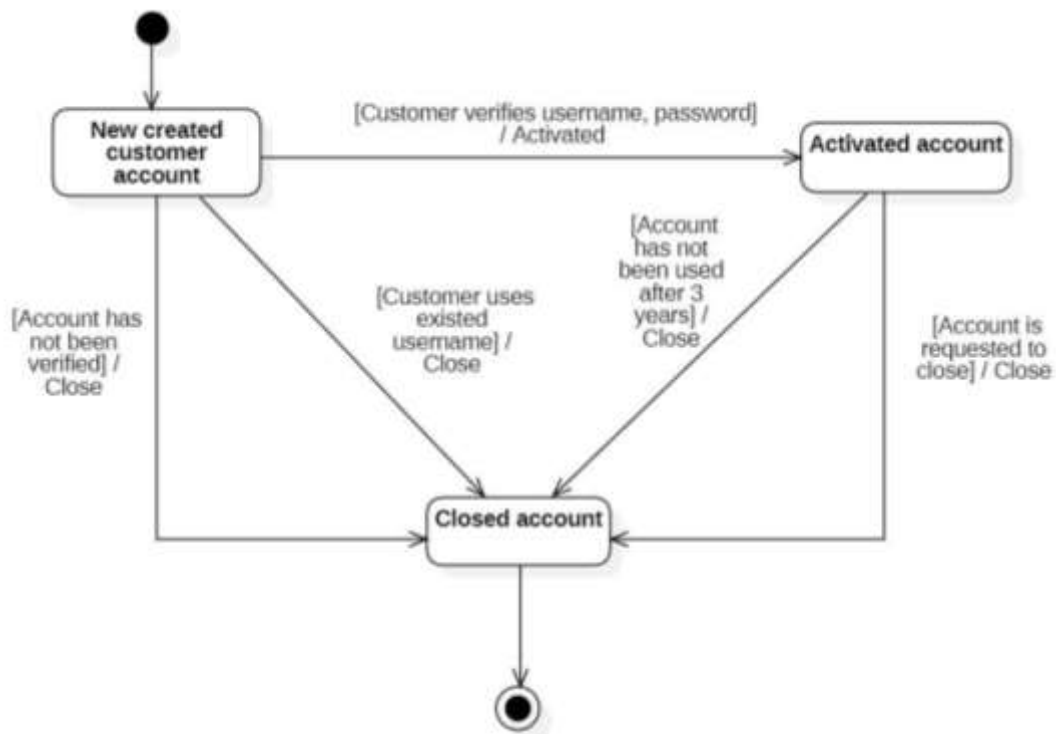 New created
customer
account
[Customer verifies username, password]
/ Activated
Activated account
[Account has
not been
verified] /
Close
[Customer uses
existed
username] /
Close
[Account
has not
been used
after 3
years] /
Close
[Account is
requested to
close] / Close
Closed account